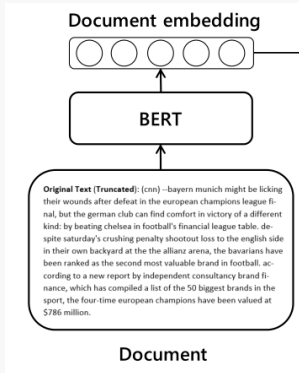 Document embedding
BERT
Original Text (Truncated): (cnn) --bayern munich might be licking
their wounds after defeat in the european champions league fi-
nal, but the german club can find comfort in victory of a different
kind: by beating chelsea in football's financial league table. de-
spite saturday's crushing penalty shootout loss to the english side
in their own backyard at the the allianz arena, the bavarians have
been ranked as the second most valuable brand in football. ac-
cording to a new report by independent consultancy brand fi-
nance, which has compiled a list of the 50 biggest brands in the
sport, the four-time european champions have been valued at
$786 million.
Document